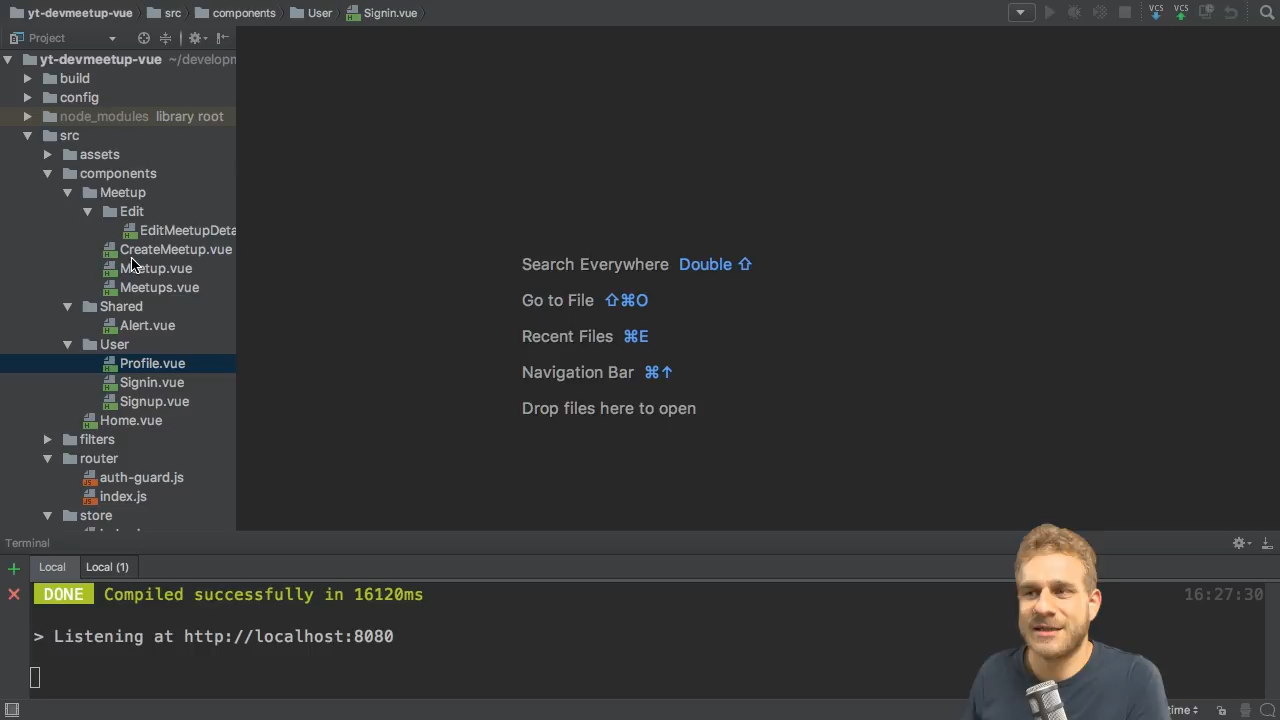 yt-devmeetup-vue src components User Signin.vue
VCS VCS
Project
yt-devmeetup-vue ~/developm
build
config
node_modules library root
src
assets
components
Meetup
Edit
EditMeetupDeta
CreateMeetup.vue
Meetup.vue
Meetups.vue
Shared
Alert.vue
User
Profile.vue
Signin.vue
Signup.vue
Home.vue
filters
router
auth-guard.js
index.js
store
Search Everywhere Double ⇧
Go to File ⇧⌘O
Recent Files ⌘E
Navigation Bar ⌘↑
Drop files here to open
Terminal
Local Local (1)
DONE Compiled successfully in 16120ms 16:27:30
> Listening at http://localhost:8080